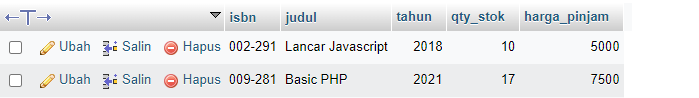 isbn judul tahun qty_stok harga_pinjam
Ubah Salin Hapus 002-291 Lancar Javascript 2018 10 5000
Ubah Salin Hapus 009-281 Basic PHP 2021 17 7500